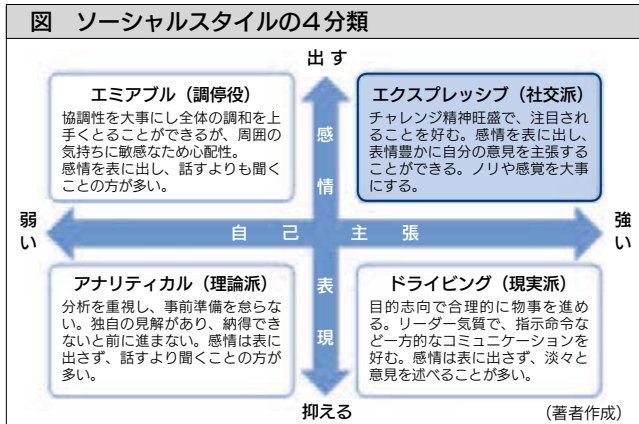 図　ソーシャルスタイルの4分類
出す
エミアブル（調停役）
協調性を大事にし全体の調和を上
手くとることができるが、周囲の
気持ちに敏感なため心配性。
感情を表に出し、話すよりも聞く
ことの方が多い。
エクスプレッシブ（社交派）
チャレンジ精神旺盛で、注目され
ることを好む。感情を表に出し、
表情豊かに自分の意見を主張する
ことができる。ノリや感覚を大事
にする。
感情
弱い
自己主張
強い
表現
アナリティカル（理論派）
分析を重視し、事前準備を怠らな
い。独自の見解があり、納得でき
ないと前に進まない。感情は表に
出さず、話すより聞くことの方が
多い。
ドライビング（現実派）
目的志向で合理的に物事を進め
る。リーダー気質で、指示命令な
ど一方的なコミュニケーションを
好む。感情は表に出さず、淡々と
意見を述べることが多い。
抑える
（著者作成）